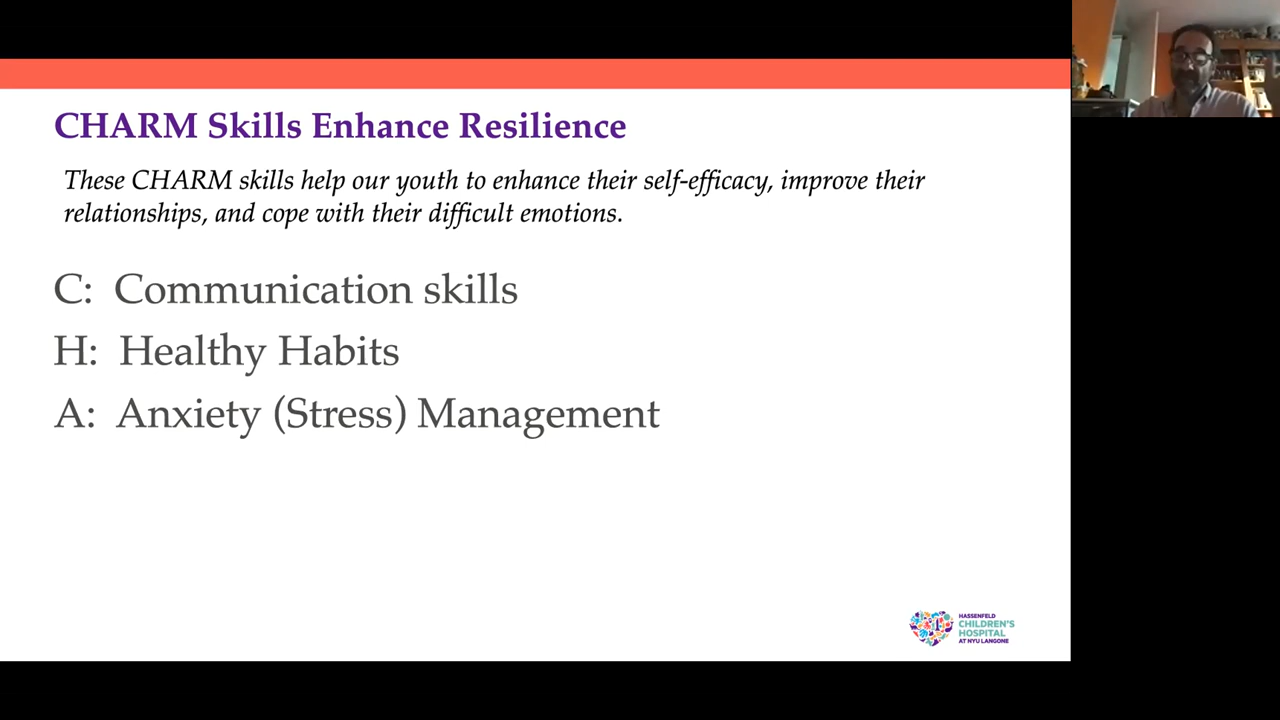 CHARM Skills Enhance Resilience
These CHARM skills help our youth to enhance their self-efficacy, improve their
relationships, and cope with their difficult emotions.
C: Communication skills
H: Healthy Habits
A: Anxiety (Stress) Management
HASSENFELD
CHILDREN'S
HOSPITAL
AT NYU LANGONE